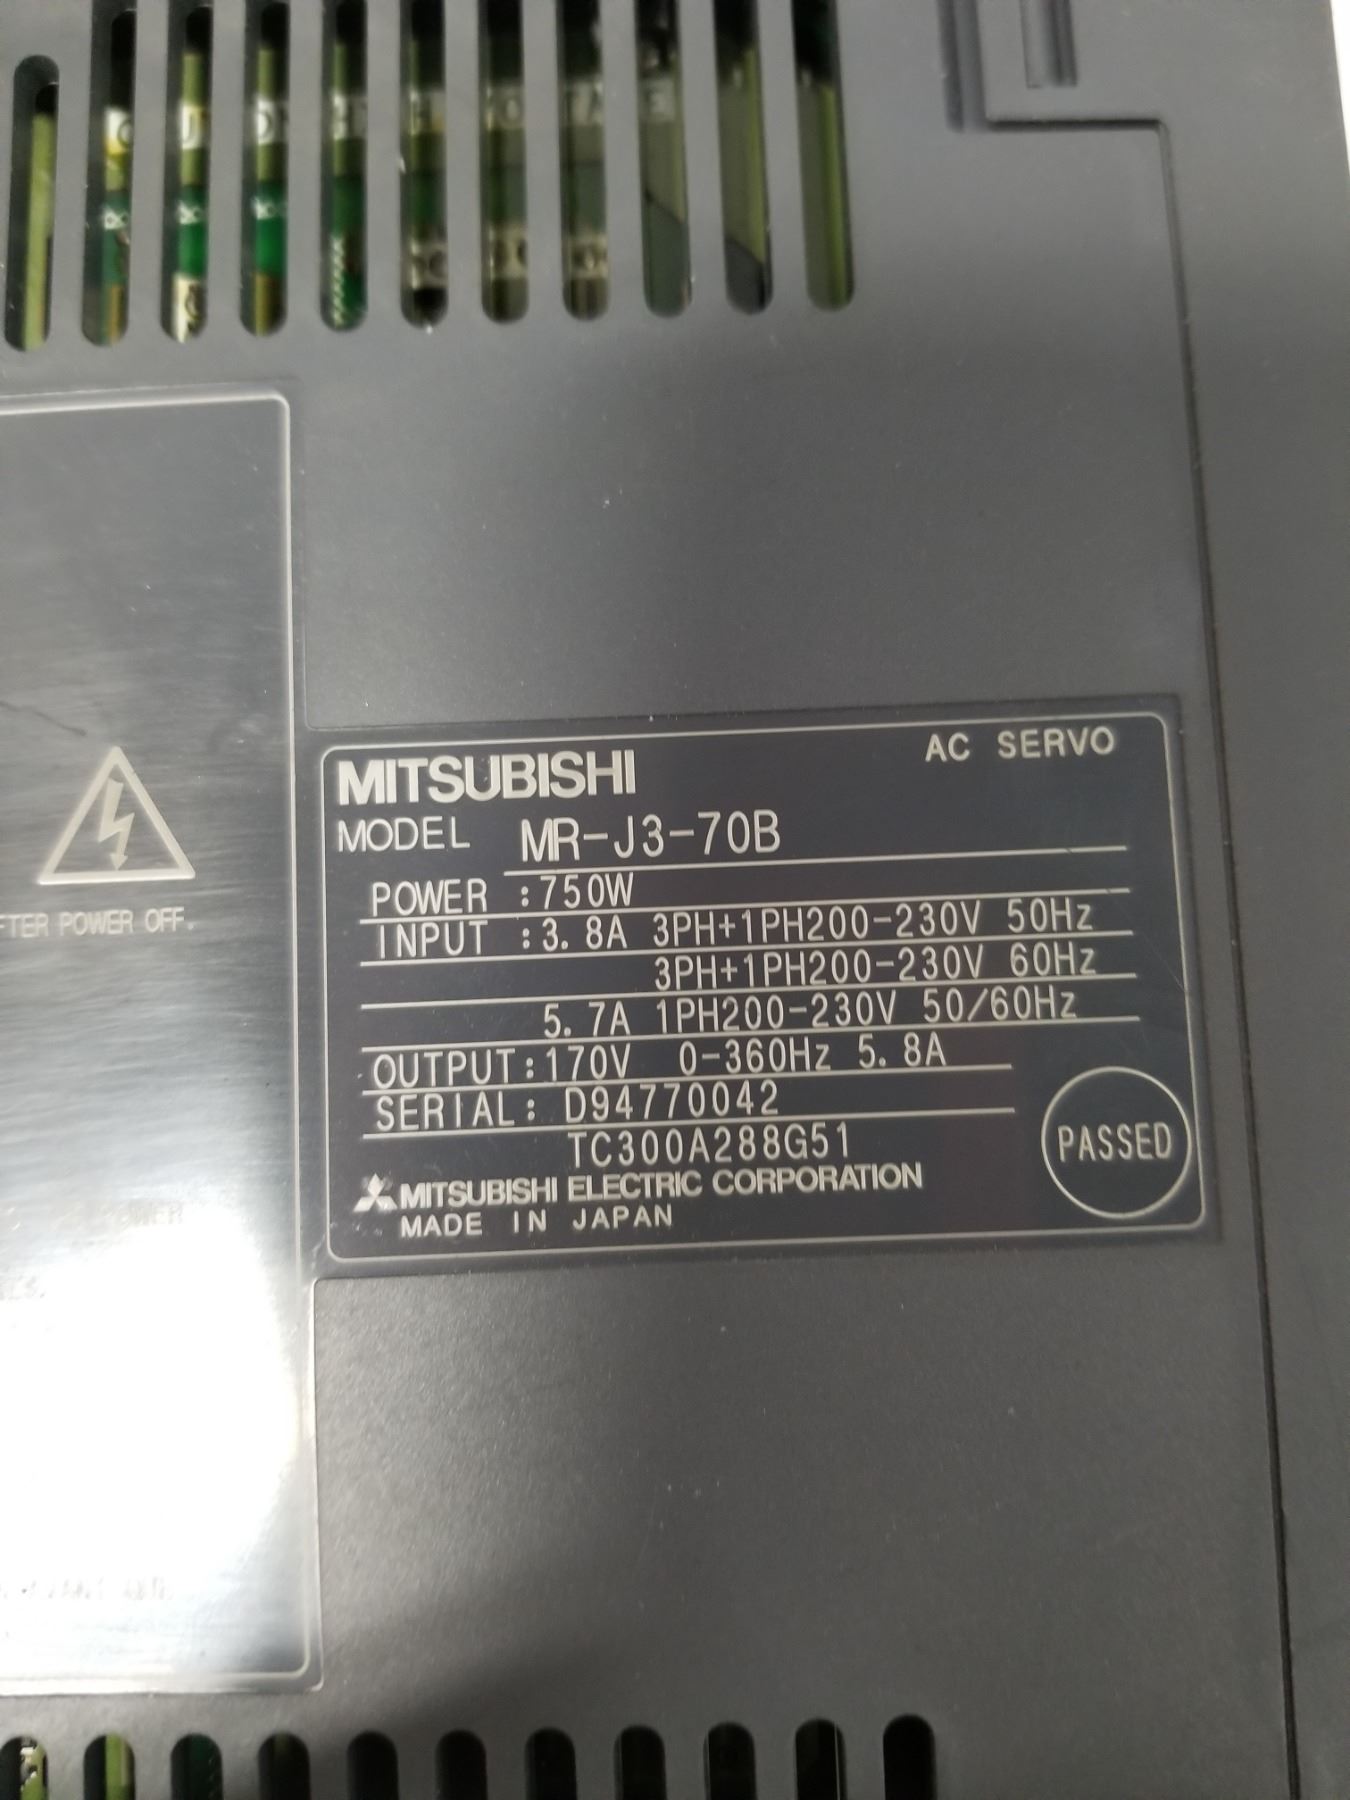 MITSUBISHI
AC SERVO
MODEL MR-J3-70B
POWER :750W
INPUT :3.8A 3PH+1PH200-230V 50Hz
3PH+1PH200-230V 60Hz
5.7A 1PH200-230V 50/60Hz
OUTPUT:170V 0-360Hz 5.8A
SERIAL: D94770042
TC300A288G51
PASSED
MITSUBISHI ELECTRIC CORPORATION
MADE IN JAPAN
POWER OFF.